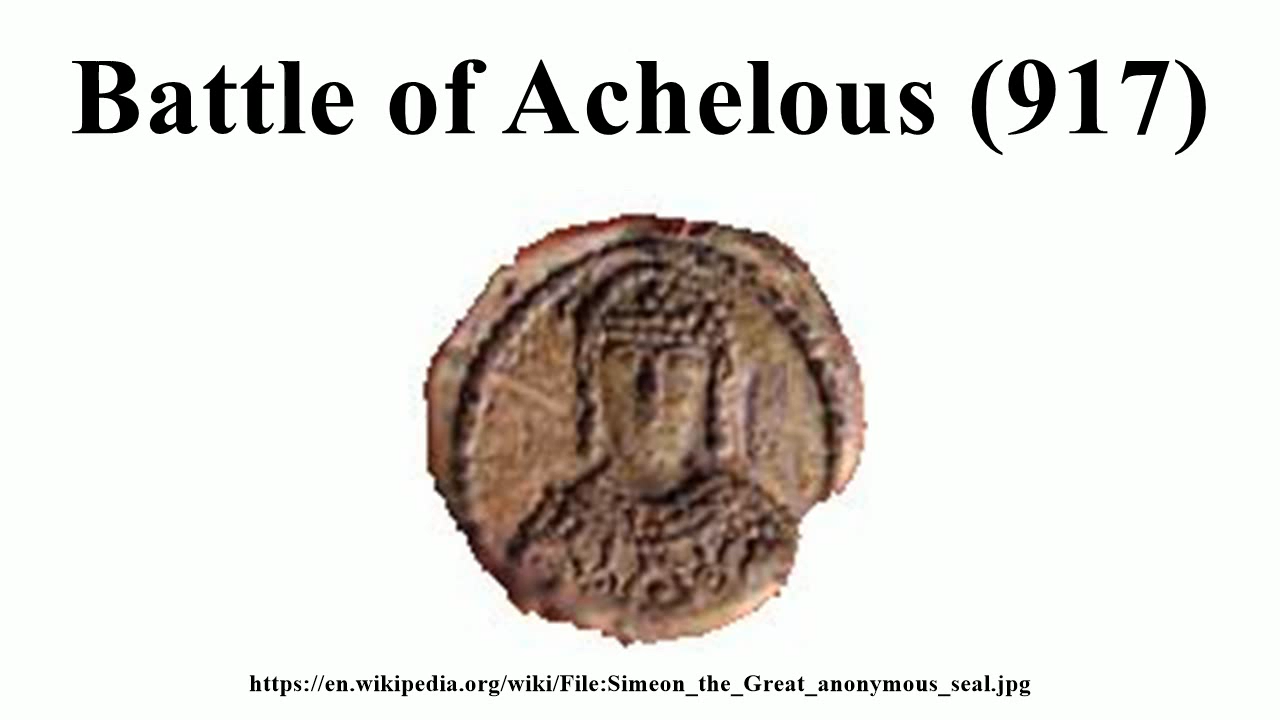 Battle of Achelous (917)
https://en.wikipedia.org/wiki/File:Simeon_the_Great_anonymous_seal.jpg